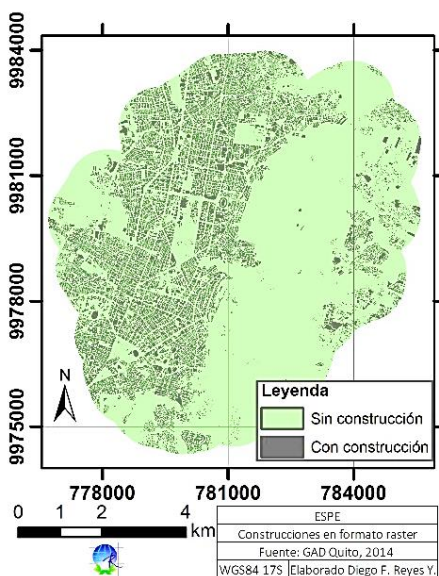 9984000
9981000
9978000
9975000
N
Leyenda
Sin construcción
Con construcción
778000 781000 784000
0 2 4
km
ESPE
Construcciones en formato raster
Fuente: GAD Quito, 2014
WGS84 17S Elaborado Diego F. Reyes Y.